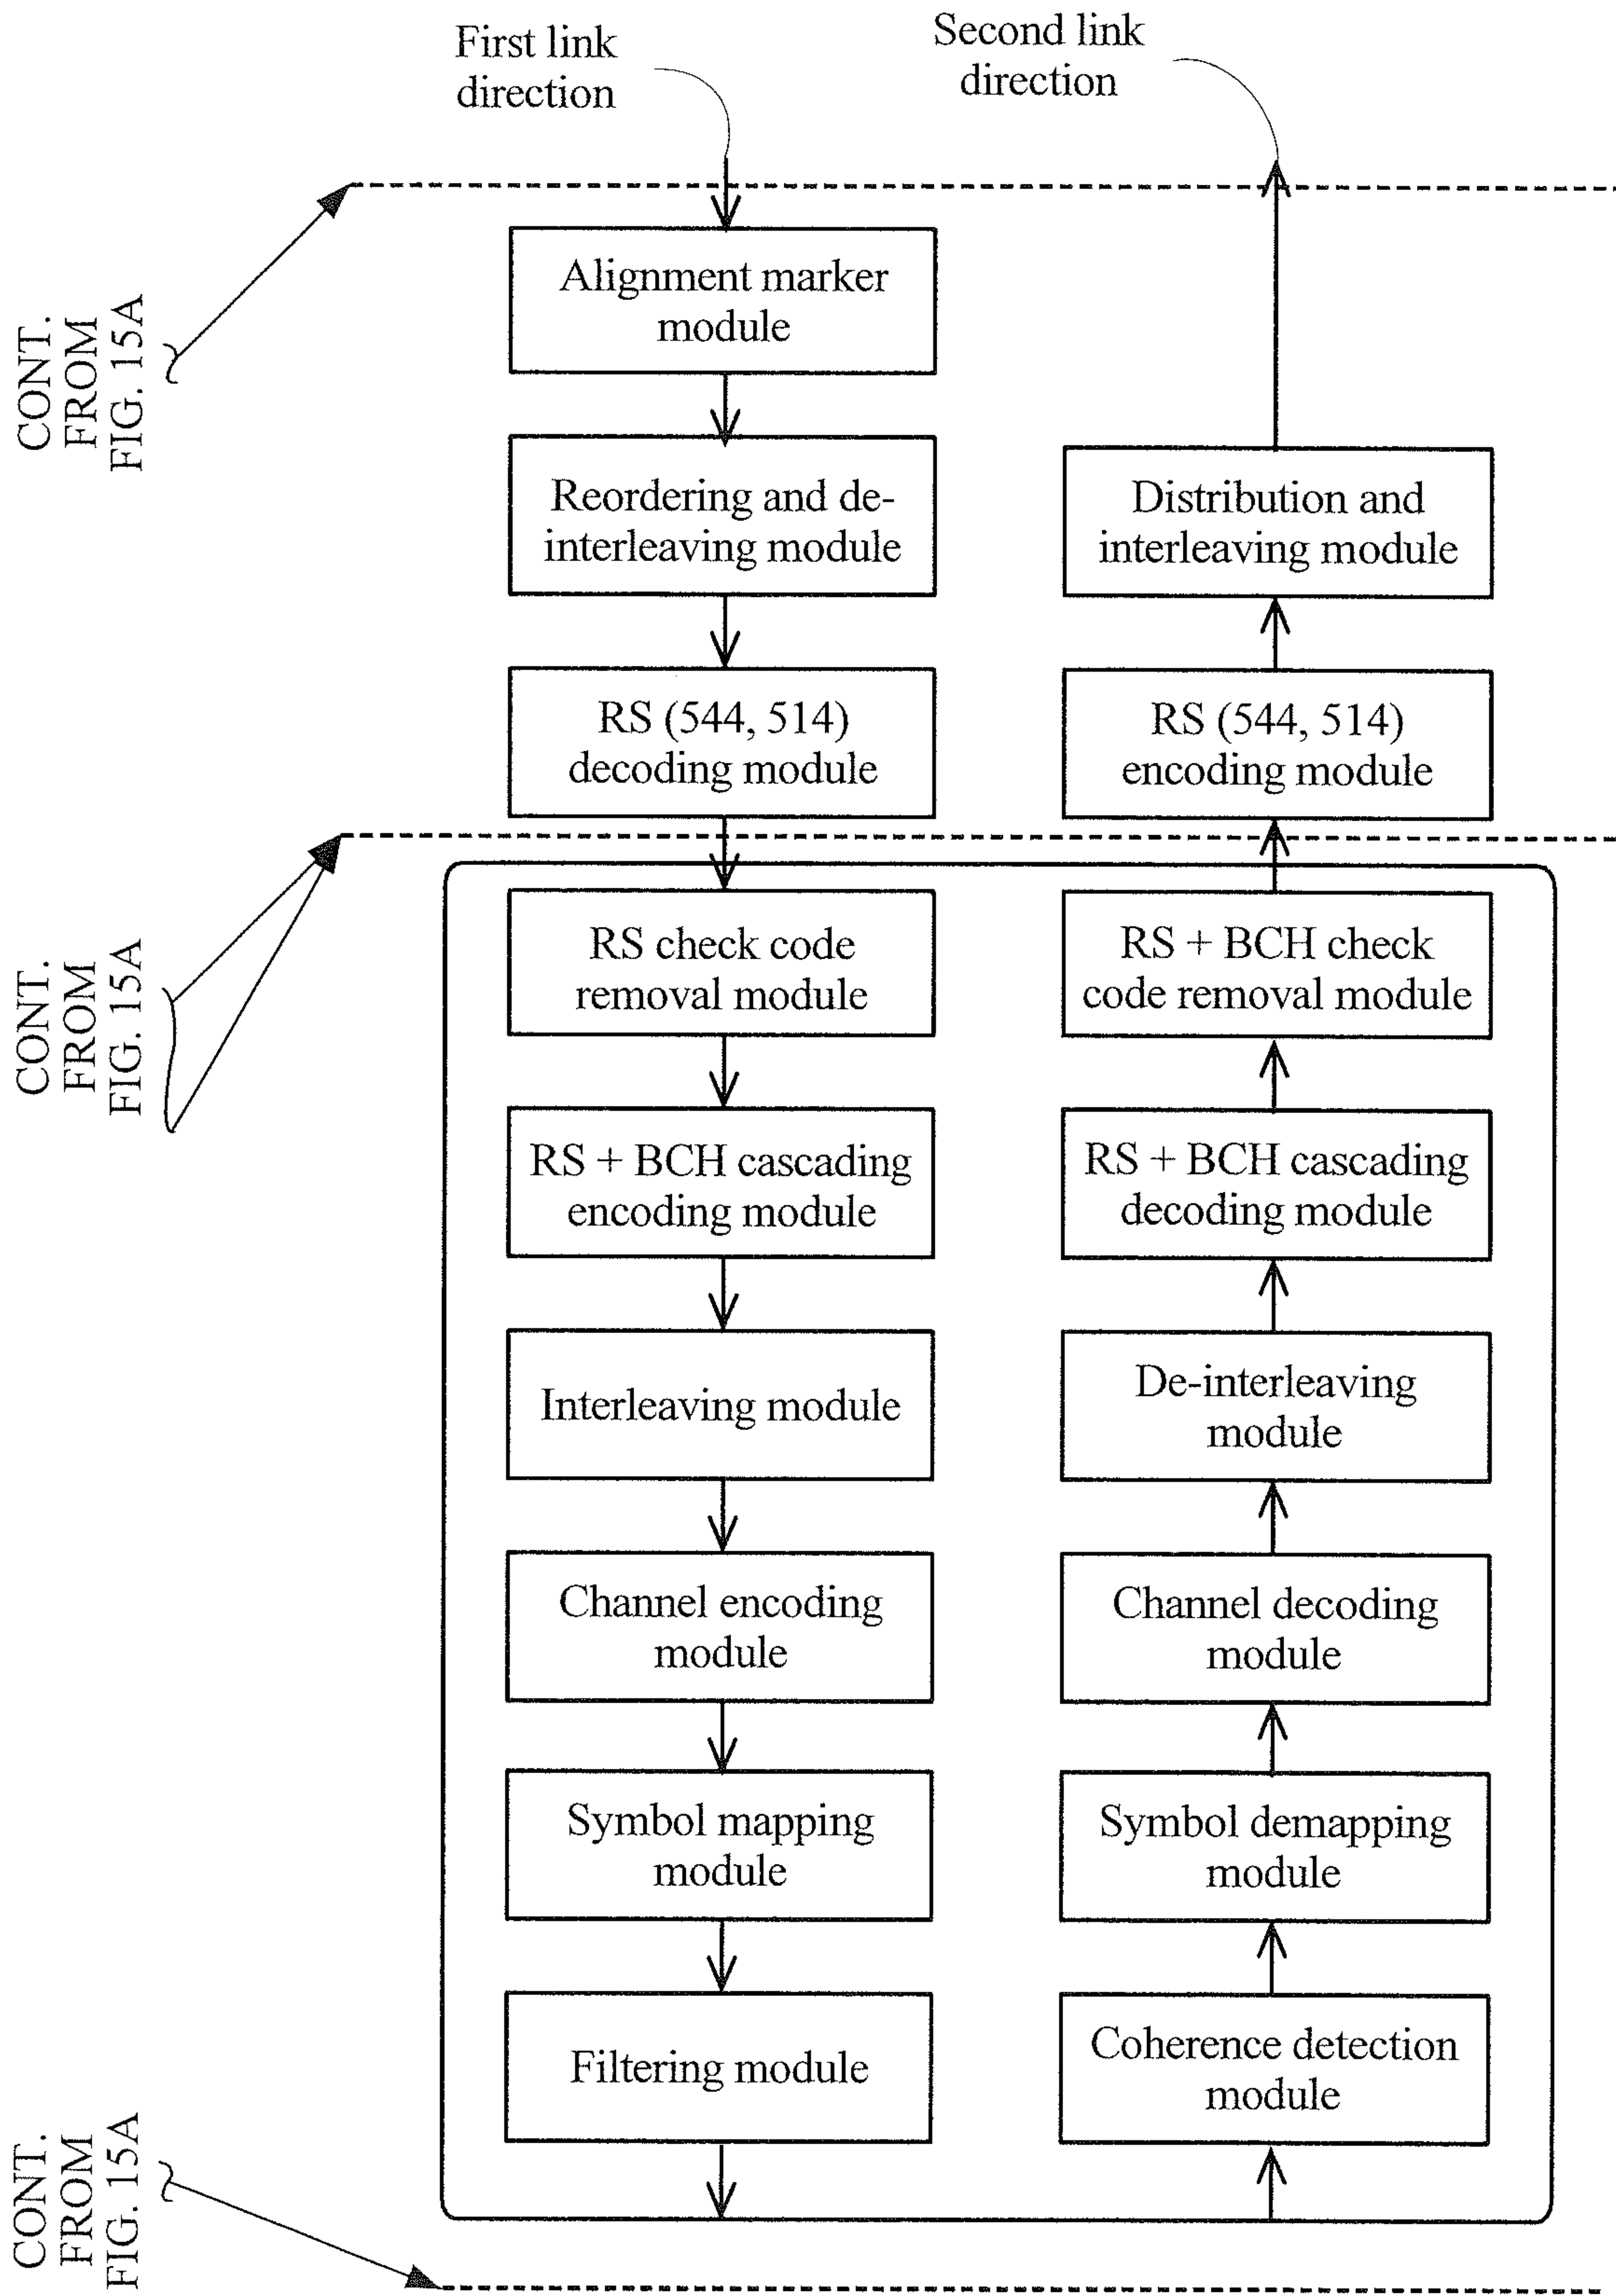 First link
direction
Second link
direction
CONT.
FROM
FIG. 15A
Alignment marker
module
Reordering and de-
interleaving module
Distribution and
interleaving module
RS (544, 514)
decoding module
RS (544, 514)
encoding module
CONT.
FROM
FIG. 15A
RS check code
removal module
RS + BCH check
code removal module
RS + BCH cascading
encoding module
RS + BCH cascading
decoding module
Interleaving module
De-interleaving
module
Channel encoding
module
Channel decoding
module
Symbol mapping
module
Symbol demapping
module
Filtering module
Coherence detection
module
CONT.
FROM
FIG. 15A